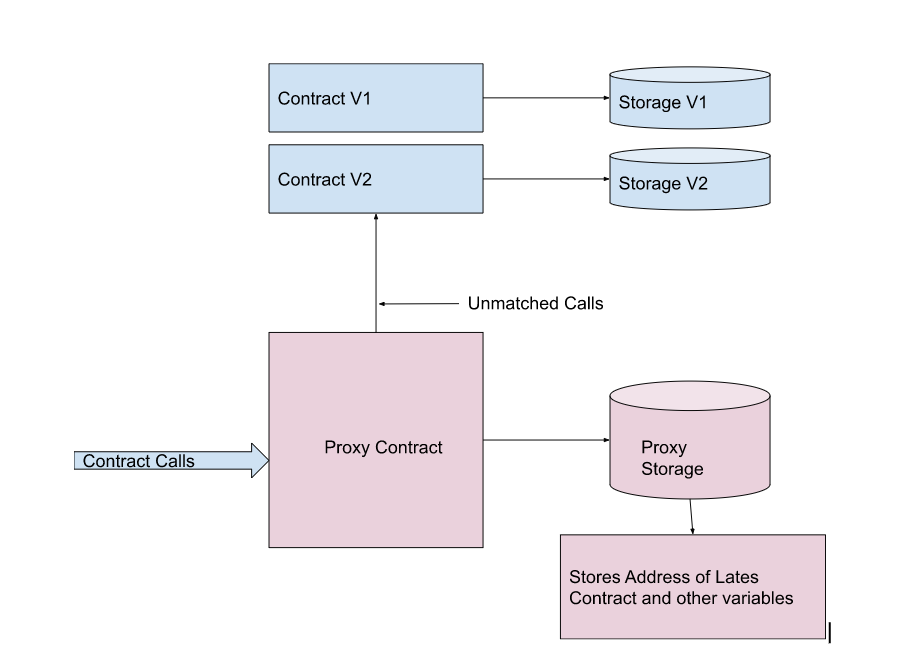 Contract V1
Storage V1
Contract V2
Storage V2
Unmatched Calls
Proxy Contract
Contract Calls
Proxy
Storage
Stores Address of Lates
Contract and other variables